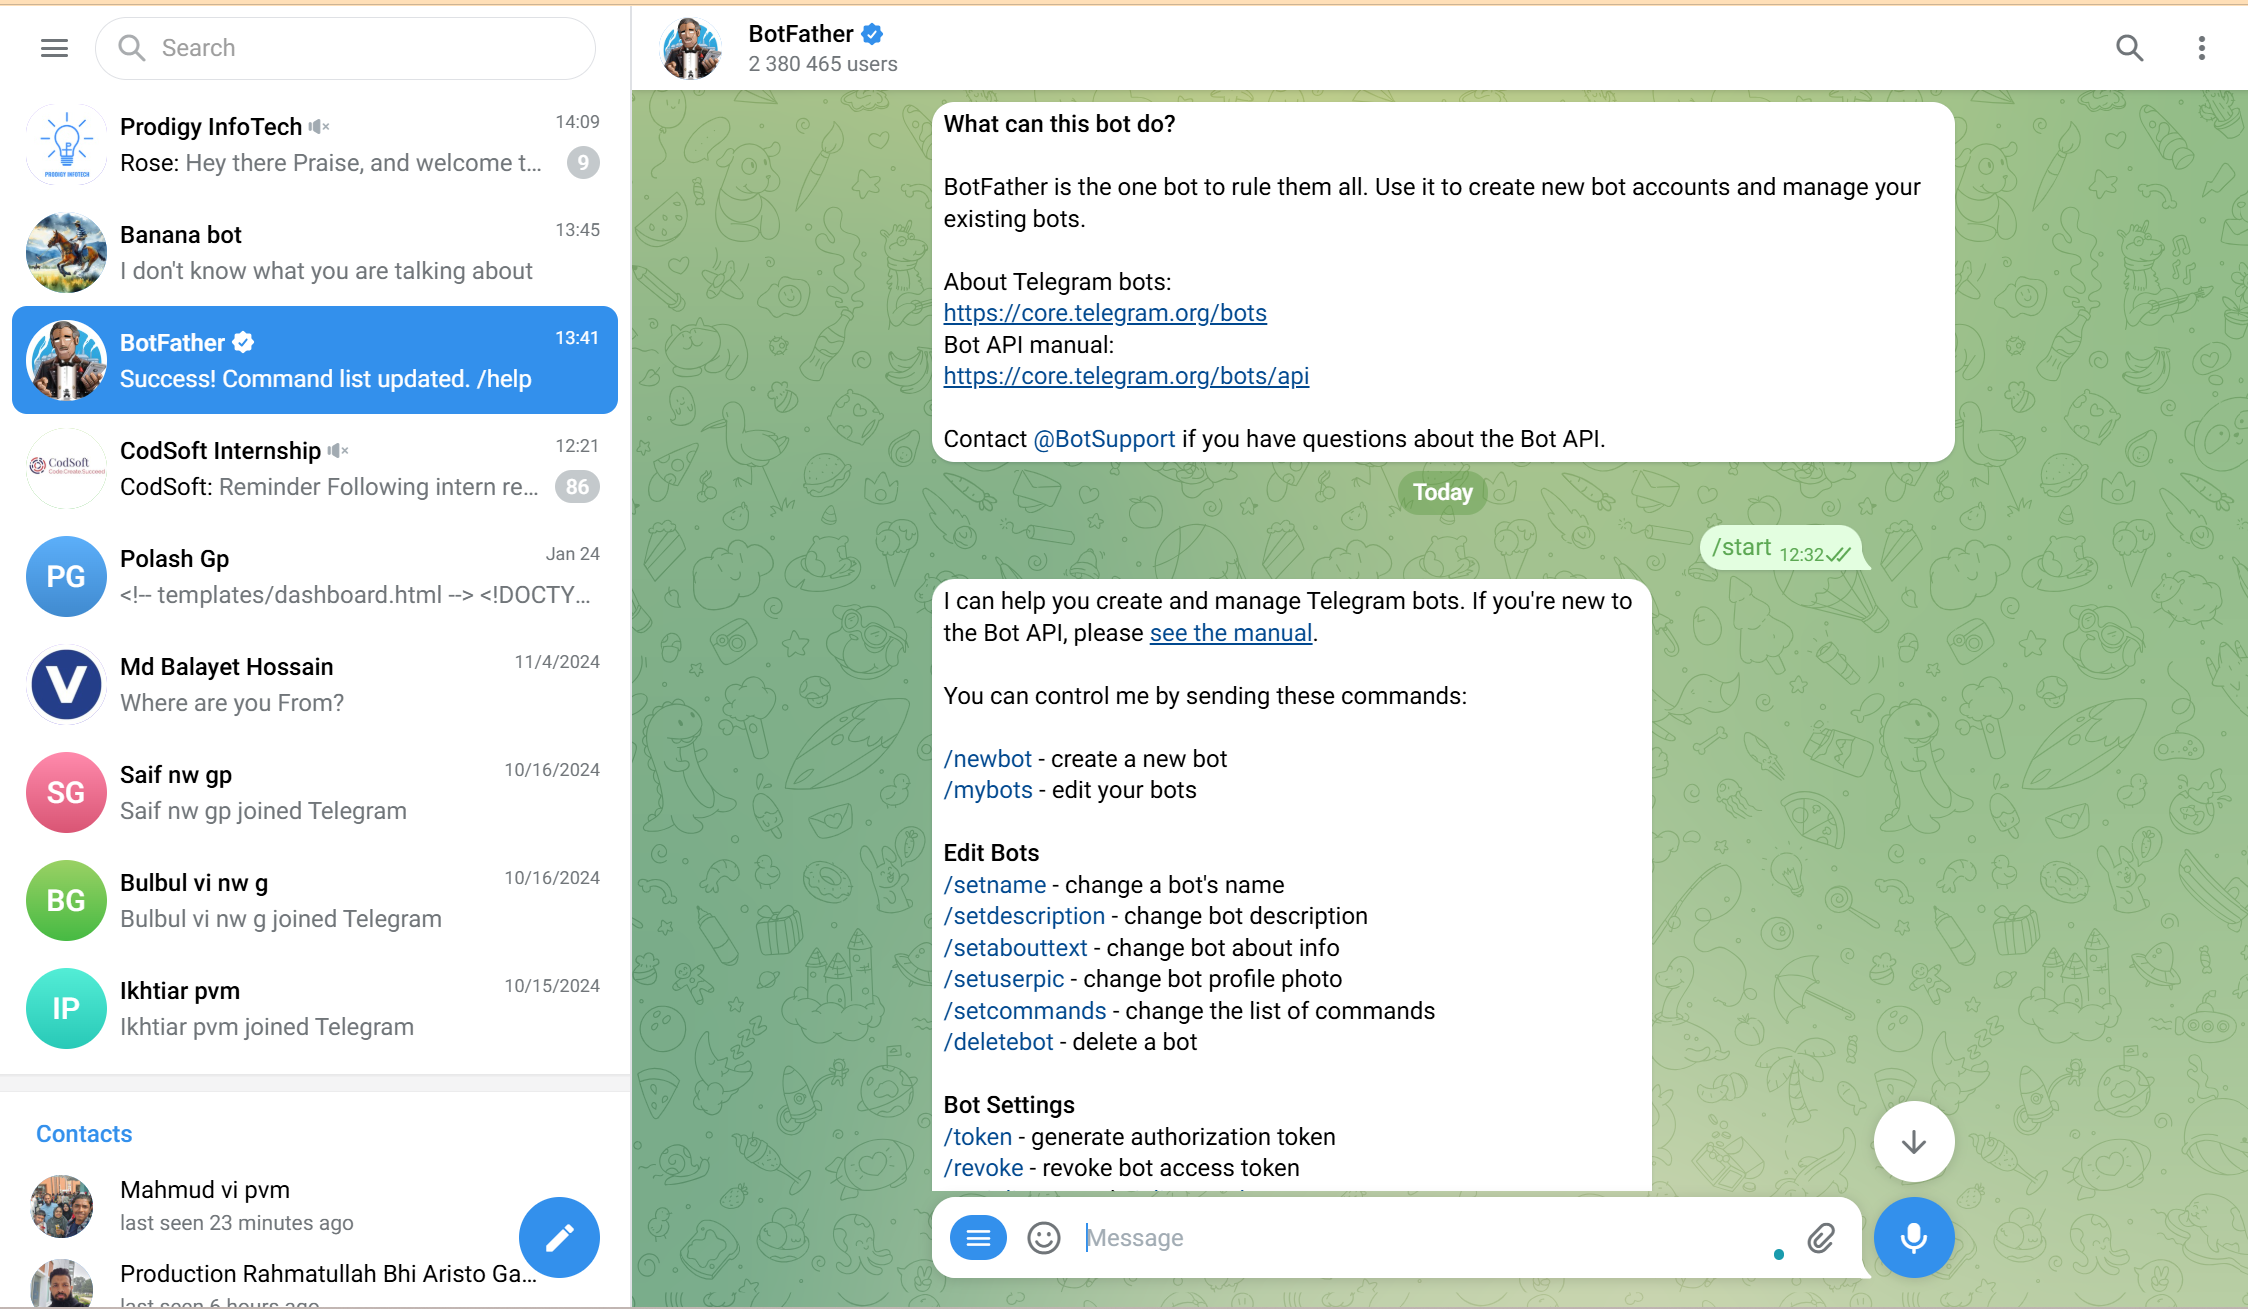 Search
Prodigy InfoTech
14:09
Rose: Hey there Praise, and welcome t...
9
PRODIGY INFOTECH
Banana bot
13:45
I don't know what you are talking about
BotFather
13:41
Success! Command list updated. /help
CodSoft Internship
12:21
CodSoft
Code.Create.Succeed
CodSoft: Reminder Following intern re...
86
PG
Polash Gp
Jan 24
<!-- templates/dashboard.html --> <!DOCTY...
V
Md Balayet Hossain
11/4/2024
Where are you From?
SG
Saif nw gp
10/16/2024
Saif nw gp joined Telegram
BG
Bulbul vi nw g
10/16/2024
Bulbul vi nw g joined Telegram
IP
Ikhtiar pvm
10/15/2024
Ikhtiar pvm joined Telegram
Contacts
Mahmud vi pvm
last seen 23 minutes ago
Production Rahmatullah Bhi Aristo Ga...
last seen 6 hours ago
BotFather
2 380 465 users
What can this bot do?
BotFather is the one bot to rule them all. Use it to create new bot accounts and manage your
existing bots.
About Telegram bots:
https://core.telegram.org/bots
Bot API manual:
https://core.telegram.org/bots/api
Contact @BotSupport if you have questions about the Bot API.
Today
/start 12:32
I can help you create and manage Telegram bots. If you're new to
the Bot API, please see the manual.
You can control me by sending these commands:
/newbot - create a new bot
/mybots - edit your bots
Edit Bots
/setname - change a bot's name
/setdescription - change bot description
/setabouttext - change bot about info
/setuserpic - change bot profile photo
/setcommands - change the list of commands
/deletebot - delete a bot
Bot Settings
/token - generate authorization token
/revoke - revoke bot access token
Message